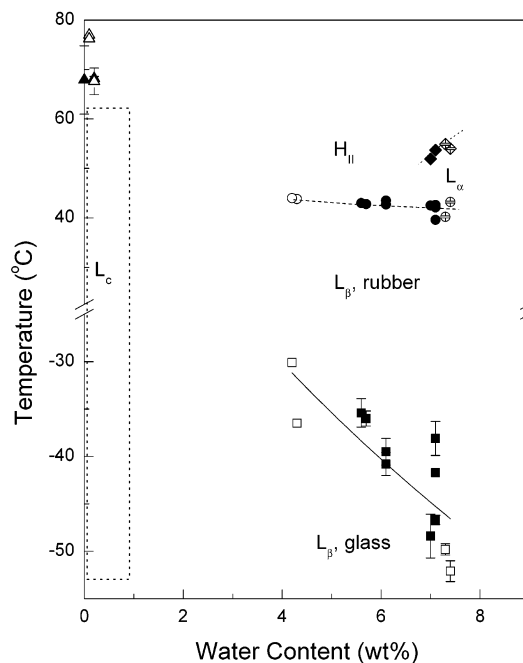 80
60
H_II
L_α
40
L_c
L_β, rubber
Temperature (°C)
-30
-40
L_β, glass
-50
0
2
4
6
8
Water Content (wt%)